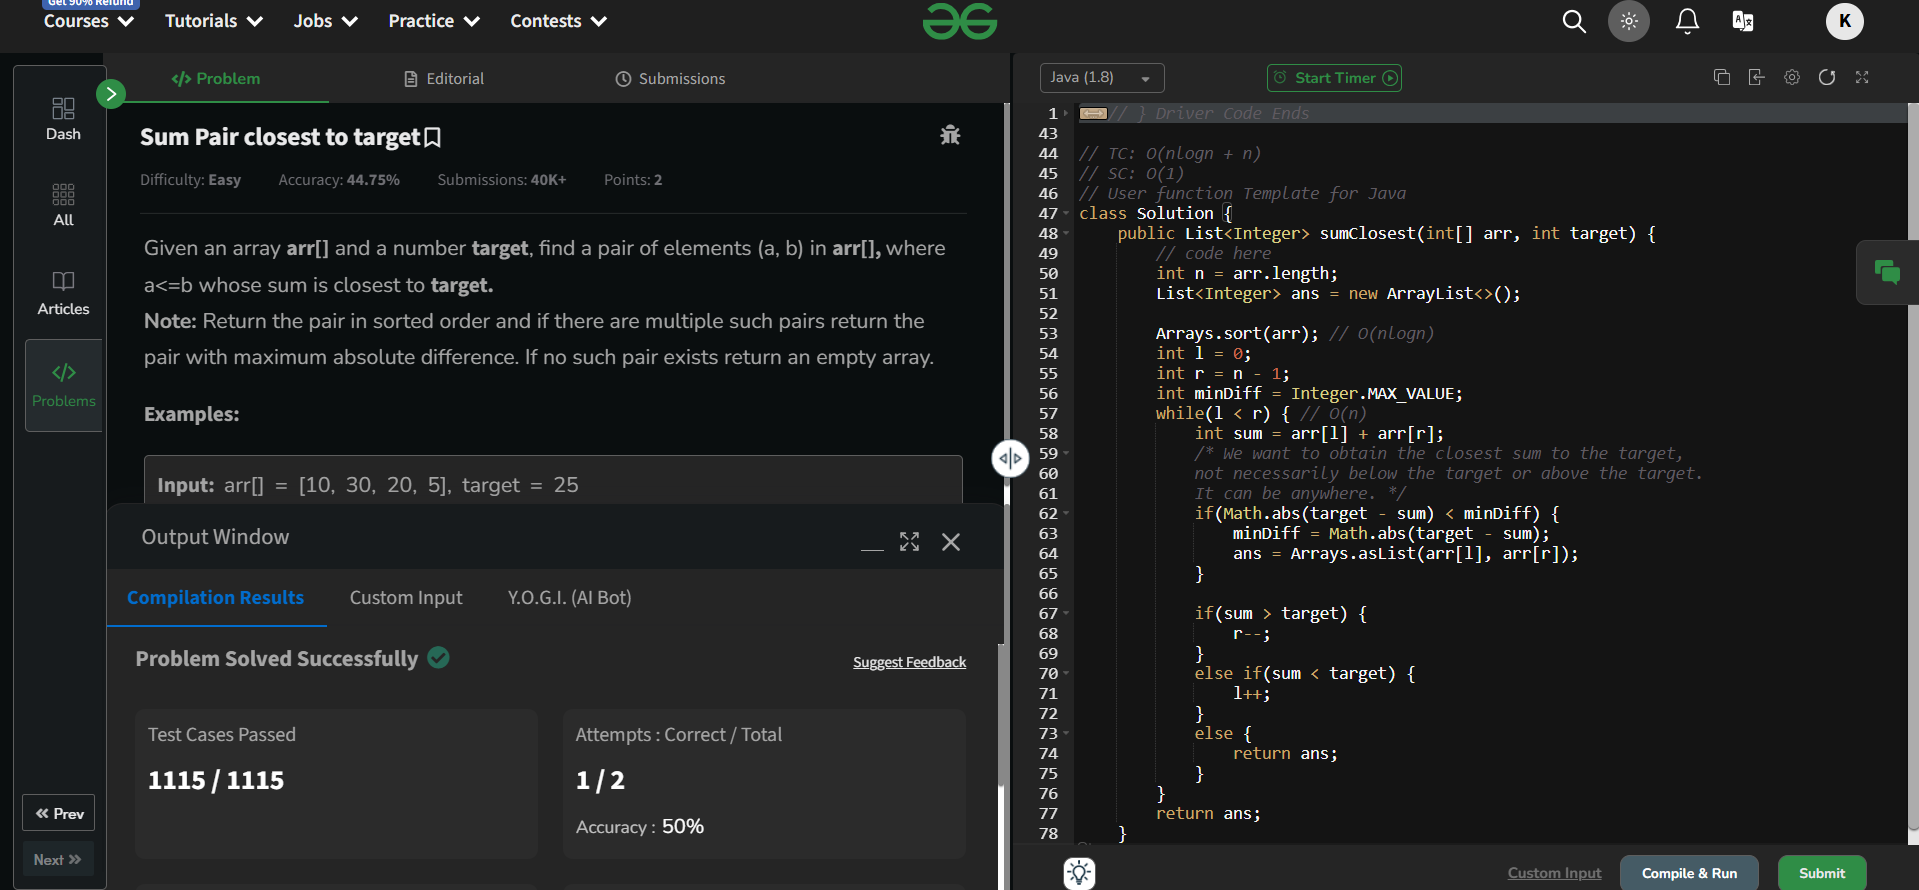 Get 90% Refund
Courses Tutorials Jobs Practice Contests
K
Dash
All
Articles
Problems
Prev
Next
Problem Editorial Submissions
Sum Pair closest to target
Difficulty: Easy Accuracy: 44.75% Submissions: 40K+ Points: 2
Given an array arr[] and a number target, find a pair of elements (a, b) in arr[], where
a<=b whose sum is closest to target.
Note: Return the pair in sorted order and if there are multiple such pairs return the
pair with maximum absolute difference. If no such pair exists return an empty array.
Examples:
Input: arr[] = [10, 30, 20, 5], target = 25
Output Window
Compilation Results Custom Input Y.O.G.I. (AI Bot)
Problem Solved Successfully
Suggest Feedback
Test Cases Passed
1115 / 1115
Attempts : Correct / Total
1 / 2
Accuracy : 50%
Java (1.8)
Start Timer
1 // } Driver Code Ends
43
44 // TC: O(nlogn + n)
45 // SC: O(1)
46 // User function Template for Java
47 class Solution {
48 public List<Integer> sumClosest(int[] arr, int target) {
49 // code here
50 int n = arr.length;
51 List<Integer> ans = new ArrayList<>();
52
53 Arrays.sort(arr); // O(nlogn)
54 int l = 0;
55 int r = n - 1;
56 int minDiff = Integer.MAX_VALUE;
57 while(l < r) { // O(n)
58 int sum = arr[l] + arr[r];
59 /* We want to obtain the closest sum to the target,
60 not necessarily below the target or above the target.
61 It can be anywhere. */
62 if(Math.abs(target - sum) < minDiff) {
63 minDiff = Math.abs(target - sum);
64 ans = Arrays.asList(arr[l], arr[r]);
65 }
66
67 if(sum > target) {
68 r--;
69 }
70 else if(sum < target) {
71 l++;
72 }
73 else {
74 return ans;
75 }
76 }
77 return ans;
78 }
Custom Input
Compile & Run
Submit